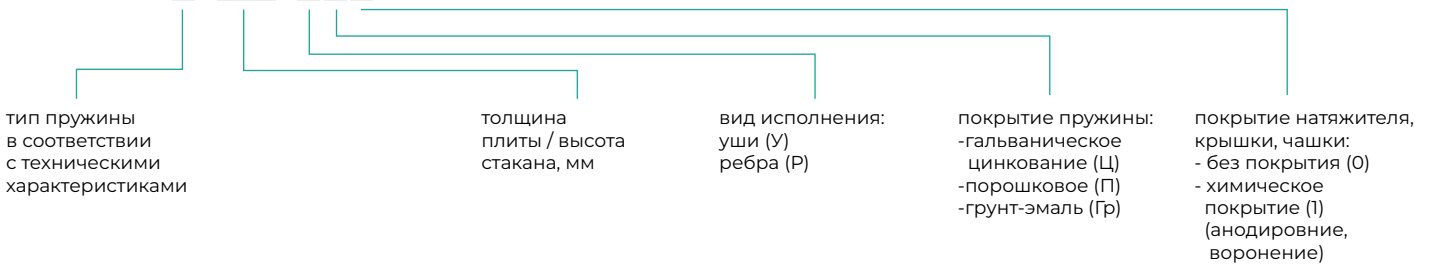 тип пружины
в соответствии
с техническими
характеристиками
толщина
плиты / высота
стакана, мм
вид исполнения:
уши (У)
ребра (Р)
покрытие пружины:
-гальваническое
цинкование (Ц)
-порошковое (П)
-грунт-эмаль (Гр)
покрытие натяжителя,
крышки, чашки:
- без покрытия (0)
- химическое
покрытие (1)
(анодировние,
воронение)